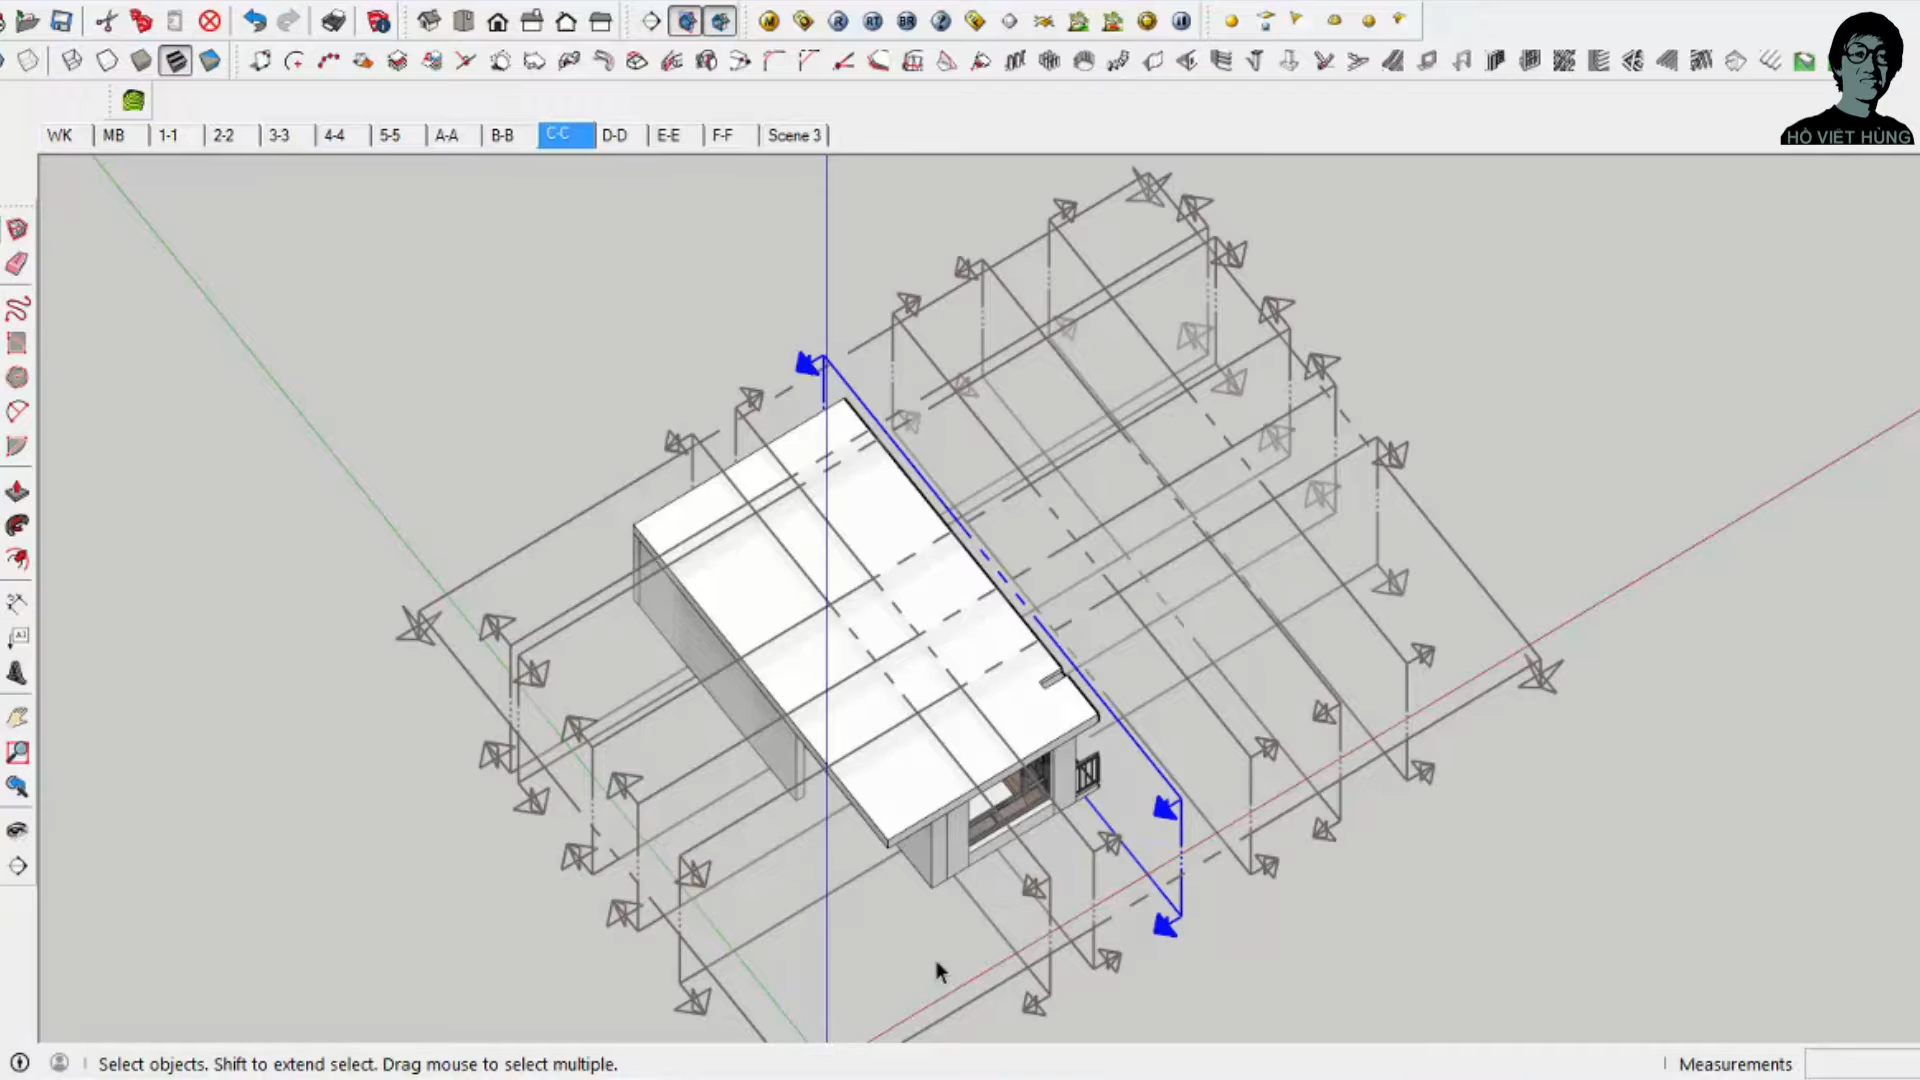 HỒ VIẾT HÙNG
WK MB 1-1 2-2 3-3 4-4 5-5 A-A B-B C-C D-D E-E F-F Scene 3
Select objects. Shift to extend select. Drag mouse to select multiple.
Measurements